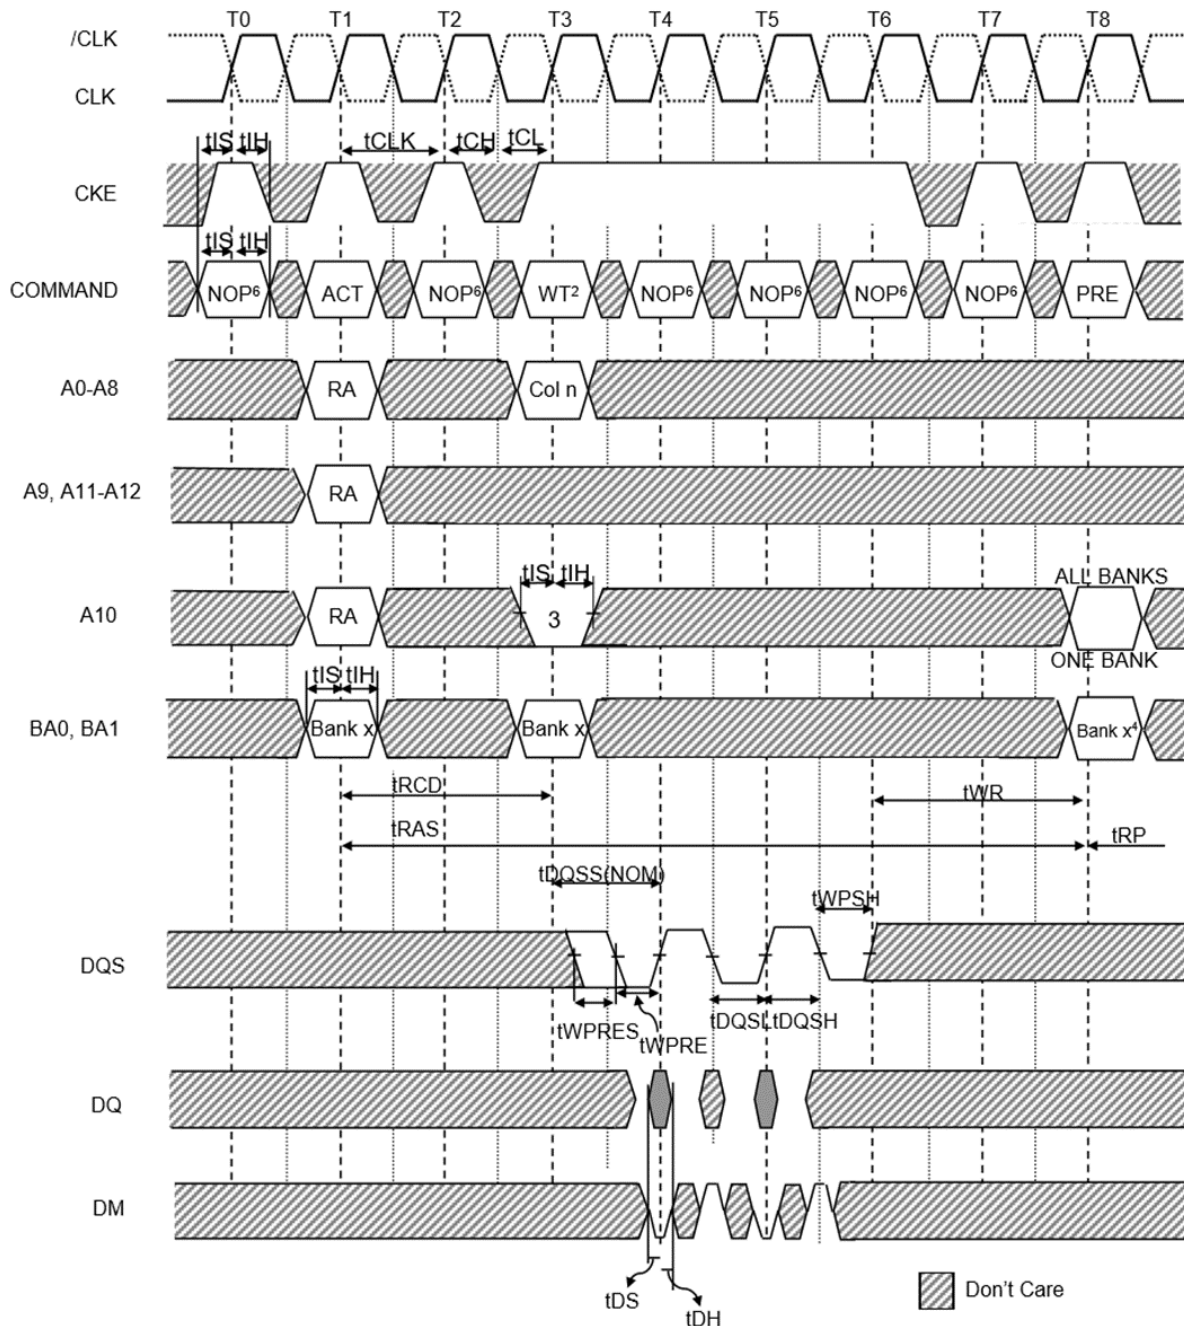 T0 T1 T2 T3 T4 T5 T6 T7 T8
/CLK
CLK
tIS tIH tCLK tCH tCL
CKE
tIS tIH
COMMAND NOP⁶ ACT NOP⁶ WT² NOP⁶ NOP⁶ NOP⁶ NOP⁶ PRE
A0-A8 RA Col n
A9, A11-A12 RA
tIS tIH ALL BANKS
A10 RA 3
ONE BANK
tIS tIH
BA0, BA1 Bank x Bank x Bank x⁴
tRCD tWR
tRAS tRP
tDQSS(NOM)
tWPSH
DQS
tWPRES tWPRE tDQSL tDQSH
DQ
DM
tDS tDH
Don't Care